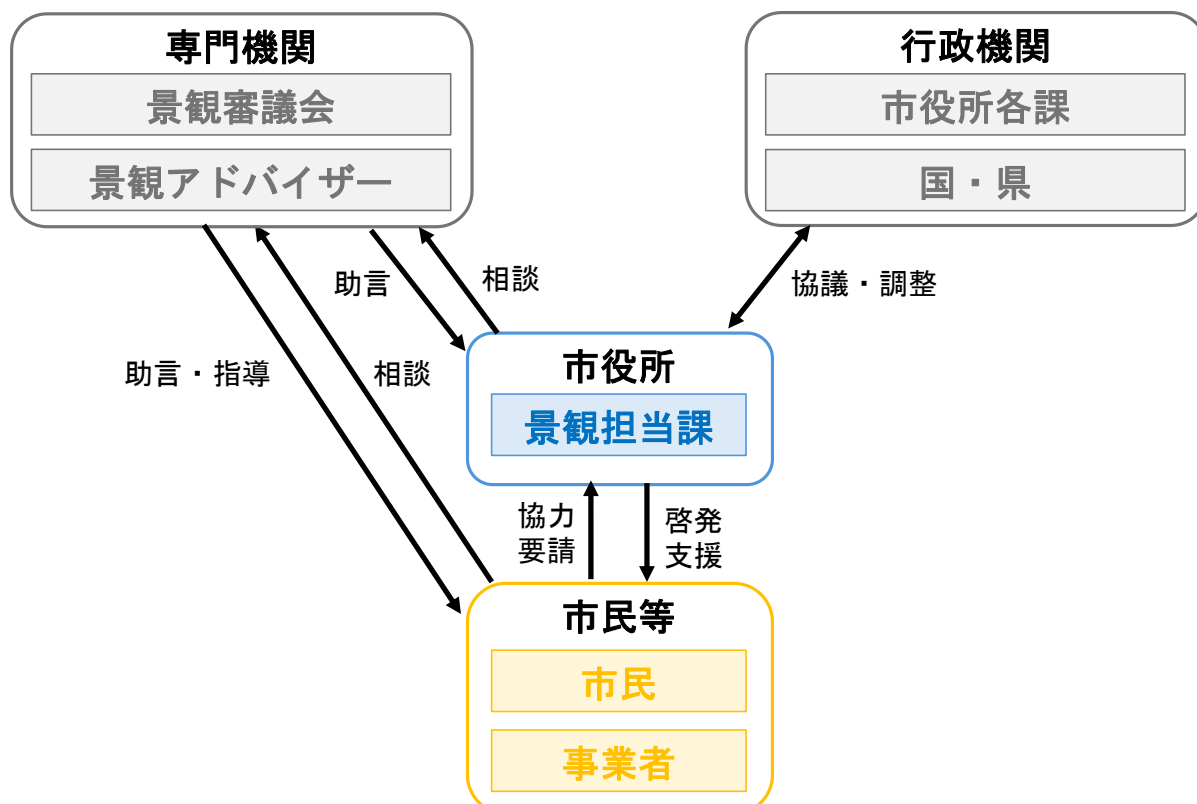 専門機関
景観審議会
景観アドバイザー
行政機関
市役所各課
国・県
助言
相談
協議・調整
助言・指導
相談
市役所
景観担当課
協力
要請
啓発
支援
市民等
市民
事業者